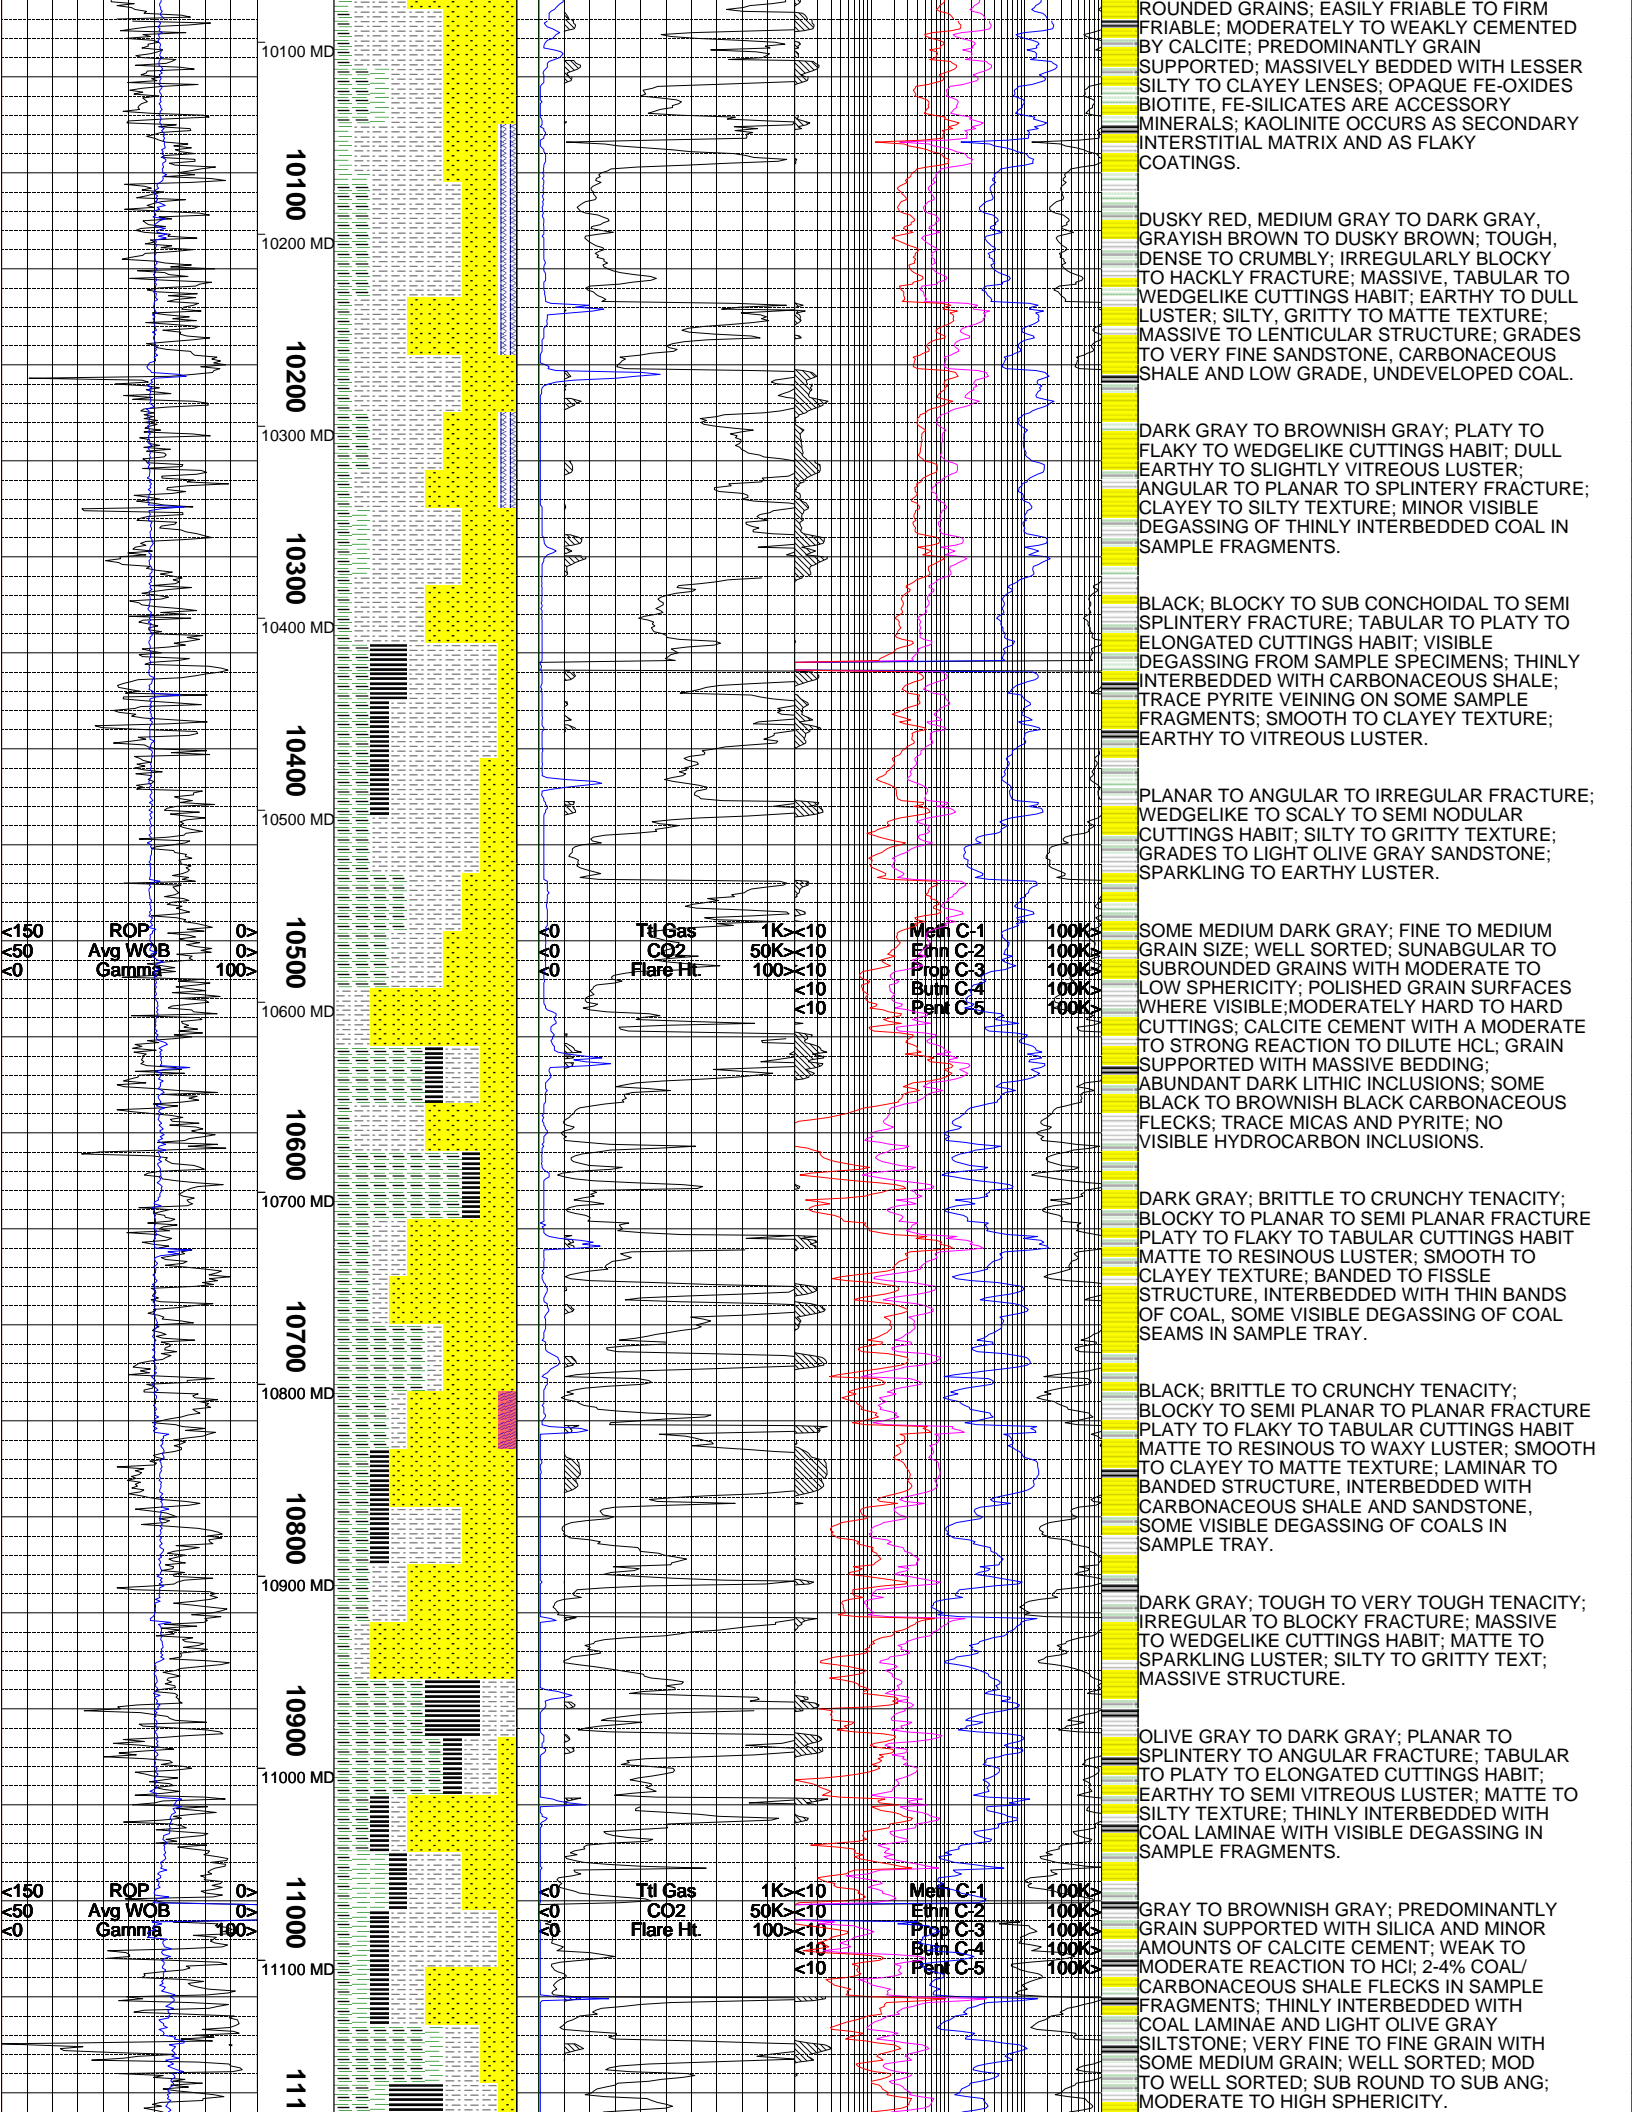 ROUNDED GRAINS; EASILY FRIABLE TO FIRM
FRIABLE; MODERATELY TO WEAKLY CEMENTED
BY CALCITE; PREDOMINANTLY GRAIN
SUPPORTED; MASSIVELY BEDDED WITH LESSER
SILTY TO CLAYEY LENSES; OPAQUE FE-OXIDES
BIOTITE, FE-SILICATES ARE ACCESSORY
MINERALS; KAOLINITE OCCURS AS SECONDARY
INTERSTITIAL MATRIX AND AS FLAKY
COATINGS.
DUSKY RED, MEDIUM GRAY TO DARK GRAY,
GRAYISH BROWN TO DUSKY BROWN; TOUGH,
DENSE TO CRUMBLY; IRREGULARLY BLOCKY
TO HACKLY FRACTURE; MASSIVE, TABULAR TO
WEDGELIKE CUTTINGS HABIT; EARTHY TO DULL
LUSTER; SILTY, GRITTY TO MATTE TEXTURE;
MASSIVE TO LENTICULAR STRUCTURE; GRADES
TO VERY FINE SANDSTONE, CARBONACEOUS
SHALE AND LOW GRADE, UNDEVELOPED COAL.
DARK GRAY TO BROWNISH GRAY; PLATY TO
FLAKY TO WEDGELIKE CUTTINGS HABIT; DULL
EARTHY TO SLIGHTLY VITREOUS LUSTER;
ANGULAR TO PLANAR TO SPLINTERY FRACTURE;
CLAYEY TO SILTY TEXTURE; MINOR VISIBLE
DEGASSING OF THINLY INTERBEDDED COAL IN
SAMPLE FRAGMENTS.
BLACK; BLOCKY TO SUB CONCHOIDAL TO SEMI
SPLINTERY FRACTURE; TABULAR TO PLATY TO
ELONGATED CUTTINGS HABIT; VISIBLE
DEGASSING FROM SAMPLE SPECIMENS; THINLY
INTERBEDDED WITH CARBONACEOUS SHALE;
TRACE PYRITE VEINING ON SOME SAMPLE
FRAGMENTS; SMOOTH TO CLAYEY TEXTURE;
EARTHY TO VITREOUS LUSTER.
PLANAR TO ANGULAR TO IRREGULAR FRACTURE;
WEDGELIKE TO SCALY TO SEMI NODULAR
CUTTINGS HABIT; SILTY TO GRITTY TEXTURE;
GRADES TO LIGHT OLIVE GRAY SANDSTONE;
SPARKLING TO EARTHY LUSTER.
SOME MEDIUM DARK GRAY; FINE TO MEDIUM
GRAIN SIZE; WELL SORTED; SUNABGULAR TO
SUBROUNDED GRAINS WITH MODERATE TO
LOW SPHERICITY; POLISHED GRAIN SURFACES
WHERE VISIBLE;MODERATELY HARD TO HARD
CUTTINGS; CALCITE CEMENT WITH A MODERATE
TO STRONG REACTION TO DILUTE HCL; GRAIN
SUPPORTED WITH MASSIVE BEDDING;
ABUNDANT DARK LITHIC INCLUSIONS; SOME
BLACK TO BROWNISH BLACK CARBONACEOUS
FLECKS; TRACE MICAS AND PYRITE; NO
VISIBLE HYDROCARBON INCLUSIONS.
DARK GRAY; BRITTLE TO CRUNCHY TENACITY;
BLOCKY TO PLANAR TO SEMI PLANAR FRACTURE
PLATY TO FLAKY TO TABULAR CUTTINGS HABIT
MATTE TO RESINOUS LUSTER; SMOOTH TO
CLAYEY TEXTURE; BANDED TO FISSLE
STRUCTURE, INTERBEDDED WITH THIN BANDS
OF COAL, SOME VISIBLE DEGASSING OF COAL
SEAMS IN SAMPLE TRAY.
BLACK; BRITTLE TO CRUNCHY TENACITY;
BLOCKY TO SEMI PLANAR TO PLANAR FRACTURE
PLATY TO FLAKY TO TABULAR CUTTINGS HABIT
MATTE TO RESINOUS TO WAXY LUSTER; SMOOTH
TO CLAYEY TO MATTE TEXTURE; LAMINAR TO
BANDED STRUCTURE, INTERBEDDED WITH
CARBONACEOUS SHALE AND SANDSTONE,
SOME VISIBLE DEGASSING OF COALS IN
SAMPLE TRAY.
DARK GRAY; TOUGH TO VERY TOUGH TENACITY;
IRREGULAR TO BLOCKY FRACTURE; MASSIVE
TO WEDGELIKE CUTTINGS HABIT; MATTE TO
SPARKLING LUSTER; SILTY TO GRITTY TEXT;
MASSIVE STRUCTURE.
OLIVE GRAY TO DARK GRAY; PLANAR TO
SPLINTERY TO ANGULAR FRACTURE; TABULAR
TO PLATY TO ELONGATED CUTTINGS HABIT;
EARTHY TO SEMI VITREOUS LUSTER; MATTE TO
SILTY TEXTURE; THINLY INTERBEDDED WITH
COAL LAMINAE WITH VISIBLE DEGASSING IN
SAMPLE FRAGMENTS.
GRAY TO BROWNISH GRAY; PREDOMINANTLY
GRAIN SUPPORTED WITH SILICA AND MINOR
AMOUNTS OF CALCITE CEMENT; WEAK TO
MODERATE REACTION TO HCl; 2-4% COAL/
CARBONACEOUS SHALE FLECKS IN SAMPLE
FRAGMENTS; THINLY INTERBEDDED WITH
COAL LAMINAE AND LIGHT OLIVE GRAY
SILTSTONE; VERY FINE TO FINE GRAIN WITH
SOME MEDIUM GRAIN; WELL SORTED; MOD
TO WELL SORTED; SUB ROUND TO SUB ANG;
MODERATE TO HIGH SPHERICITY.
10100 MD
10100
10200 MD
10200
10300 MD
10300
10400 MD
10400
10500 MD
10500
10600 MD
10600
10700 MD
10700
10800 MD
10800
10900 MD
10900
11000 MD
11000
11100 MD
111
<150 ROP 0> <0 Ttl Gas 1K> <10 Meth C-1 100K>
<50 Avg WOB 0> <0 CO2 50K> <10 Ethn C-2 100K>
<0 Gamma 100> <0 Flare Ht. 100> <10 Prop C-3 100K>
<10 Butn C-4 100K>
<10 Pent C-5 100K>
<150 ROP 0> <0 Ttl Gas 1K> <10 Meth C-1 100K>
<50 Avg WOB 0> <0 CO2 50K> <10 Ethn C-2 100K>
<0 Gamma 100> <0 Flare Ht. 100> <10 Prop C-3 100K>
<10 Butn C-4 100K>
<10 Pent C-5 100K>